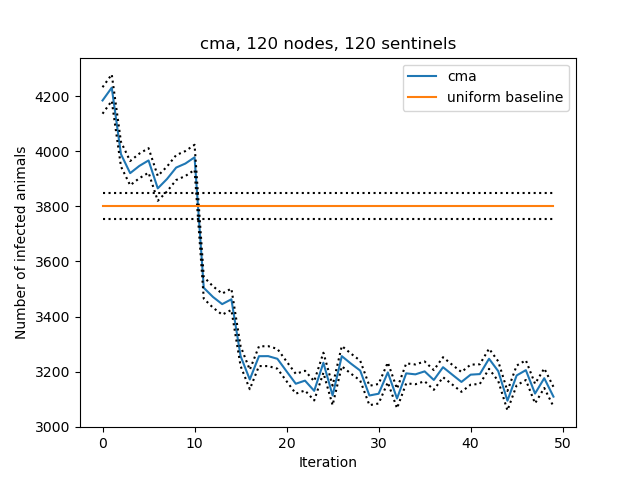 cma, 120 nodes, 120 sentinels
cma
uniform baseline
4200
4000
3800
3600
3400
3200
3000
Number of infected animals
0 10 20 30 40 50
Iteration